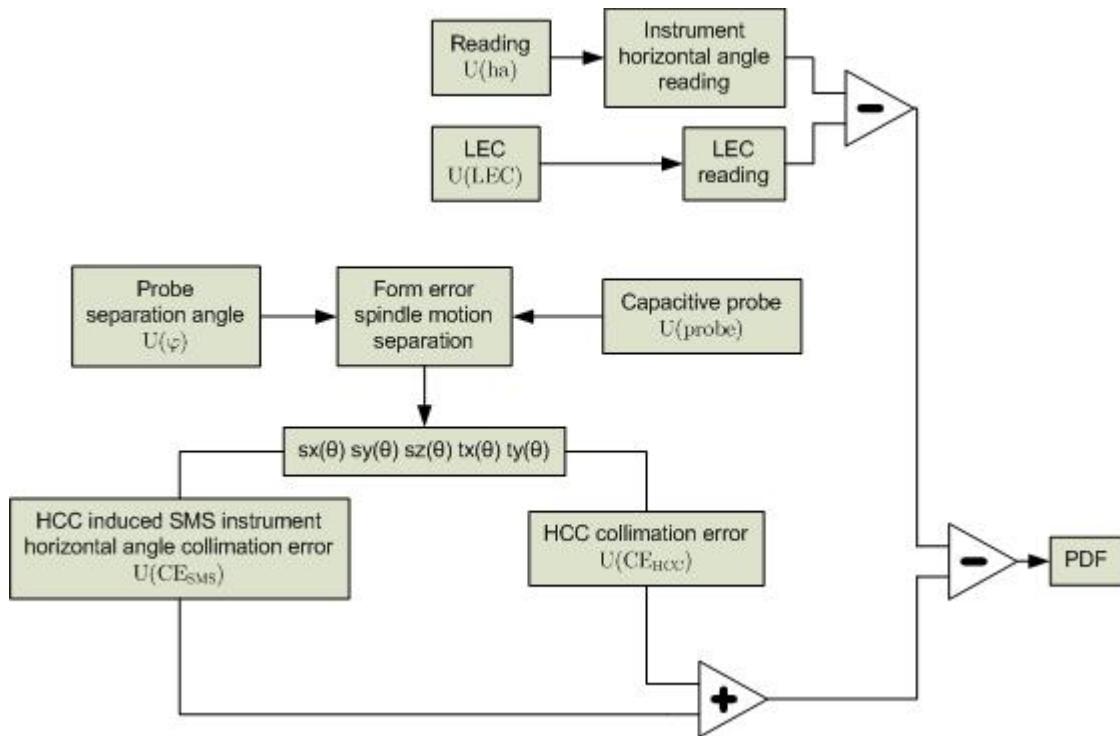 Reading
U(ha)
Instrument
horizontal angle
reading
LEC
U(LEC)
LEC
reading
Probe
separation angle
U(φ)
Form error
spindle motion
separation
Capacitive probe
U(probe)
sx(θ) sy(θ) sz(θ) tx(θ) ty(θ)
HCC induced SMS instrument
horizontal angle collimation error
U(CE_SMS)
HCC collimation error
U(CE_HCC)
PDF